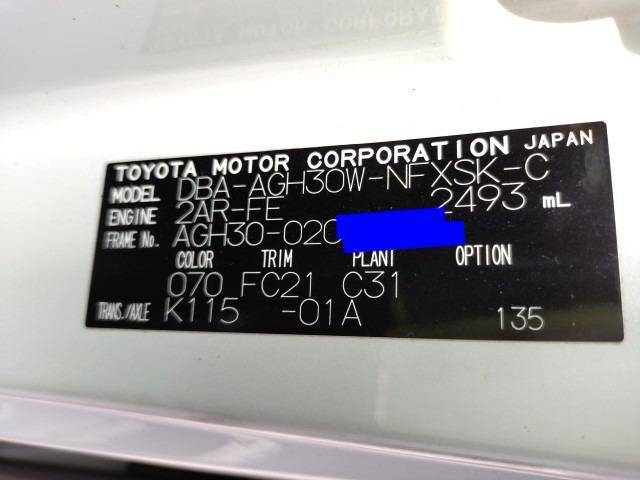 TOYOTA MOTOR CORPORATION JAPAN
MODEL DBA-AGH30W-NFXSK-C
ENGINE 2AR-FE 2493 mL
FRAME No. AGH30-020
COLOR TRIM PLANT OPTION
070 FC21 C31
TRANS./AXLE K115 -01A 135